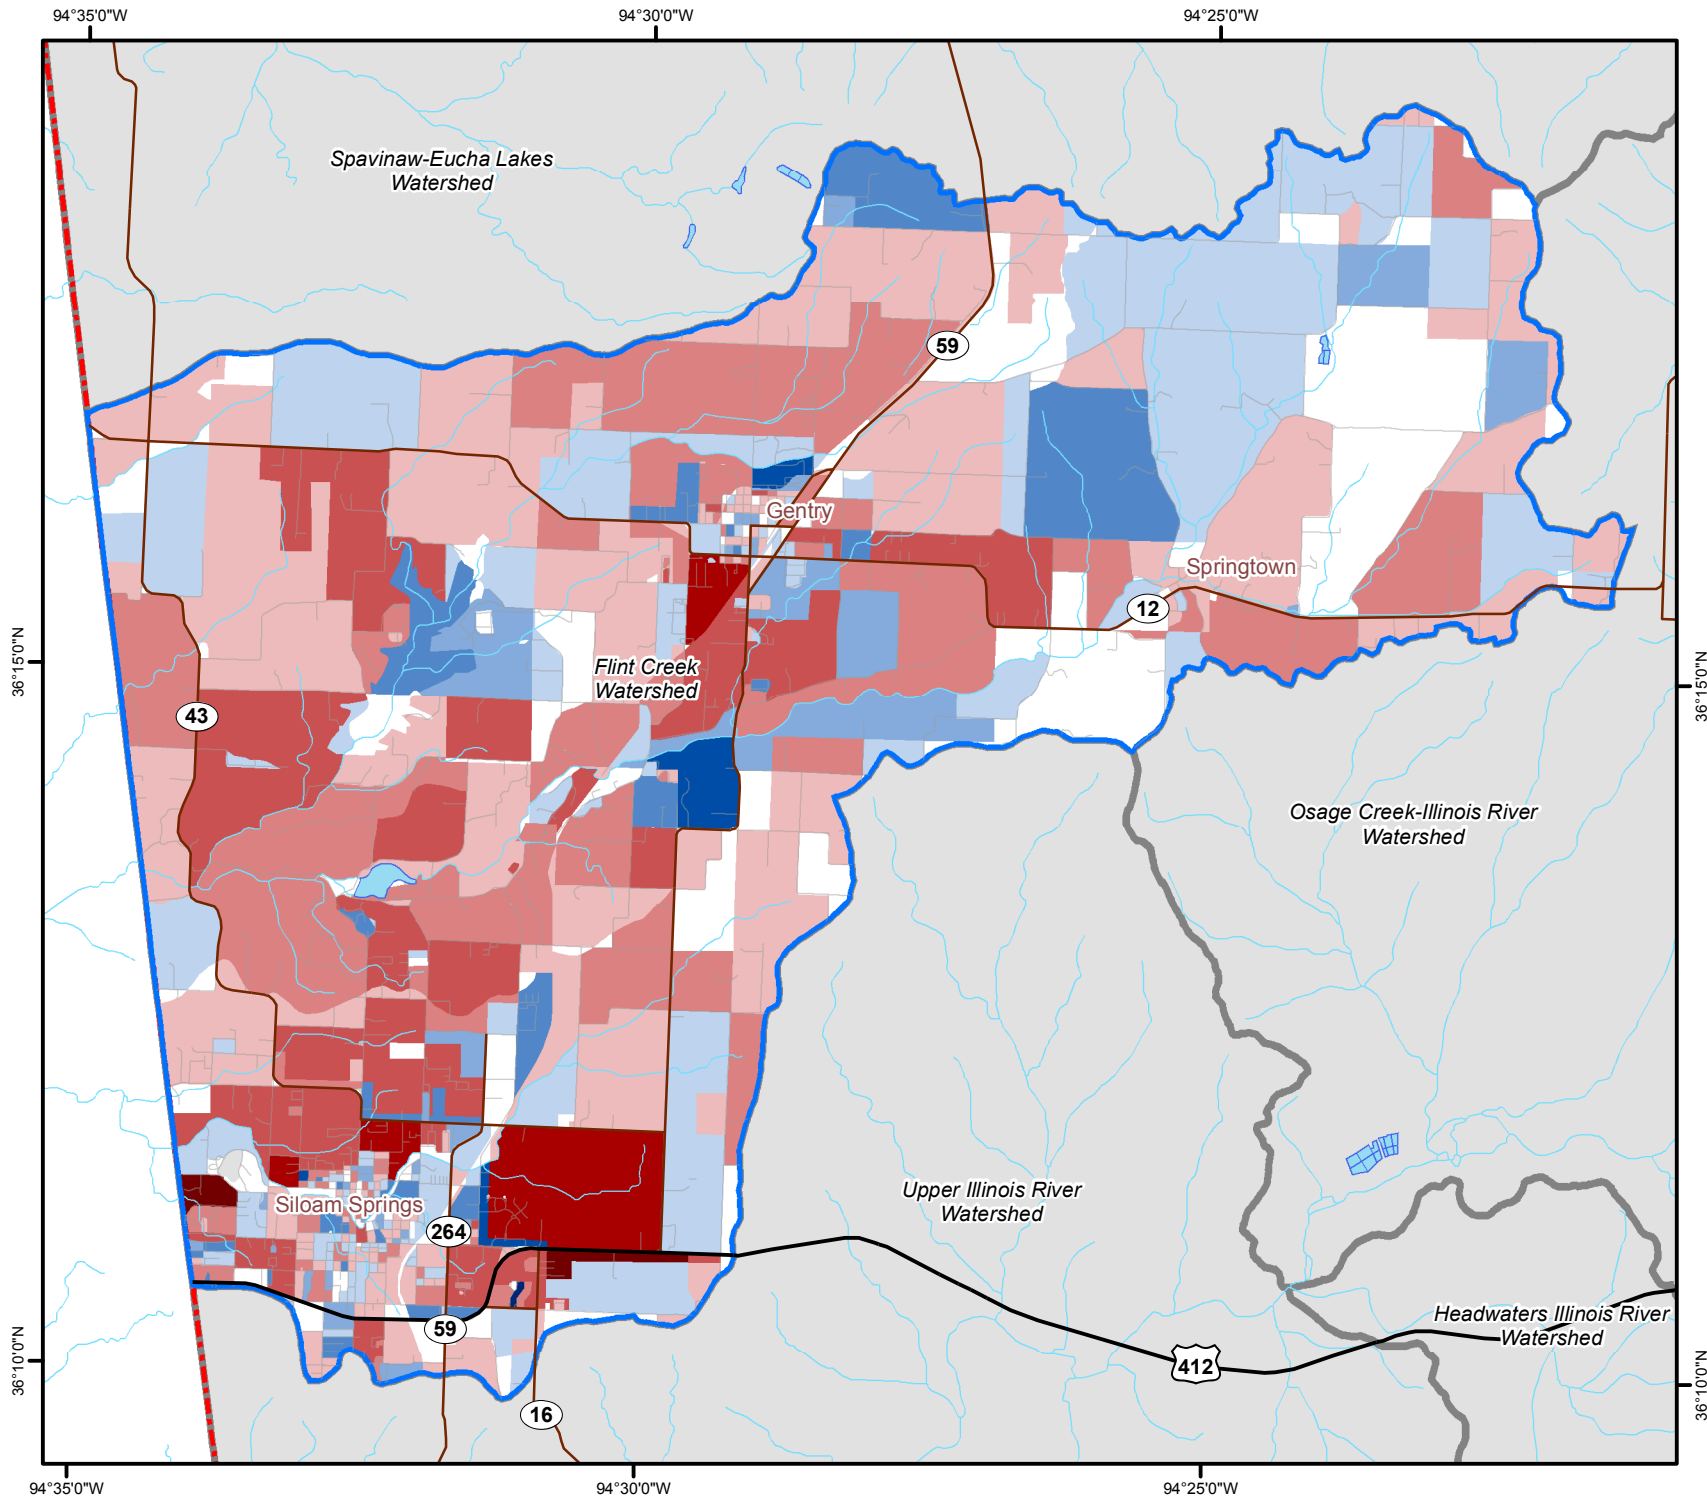 94°35'0"W
94°30'0"W
94°25'0"W
Spavinaw-Eucha Lakes
Watershed
59
Gentry
Springtown
12
36°15'0"N
36°15'0"N
Flint Creek
Watershed
43
Osage Creek-Illinois River
Watershed
Upper Illinois River
Watershed
Siloam Springs
264
Headwaters Illinois River
Watershed
59
412
36°10'0"N
36°10'0"N
16
94°35'0"W
94°30'0"W
94°25'0"W